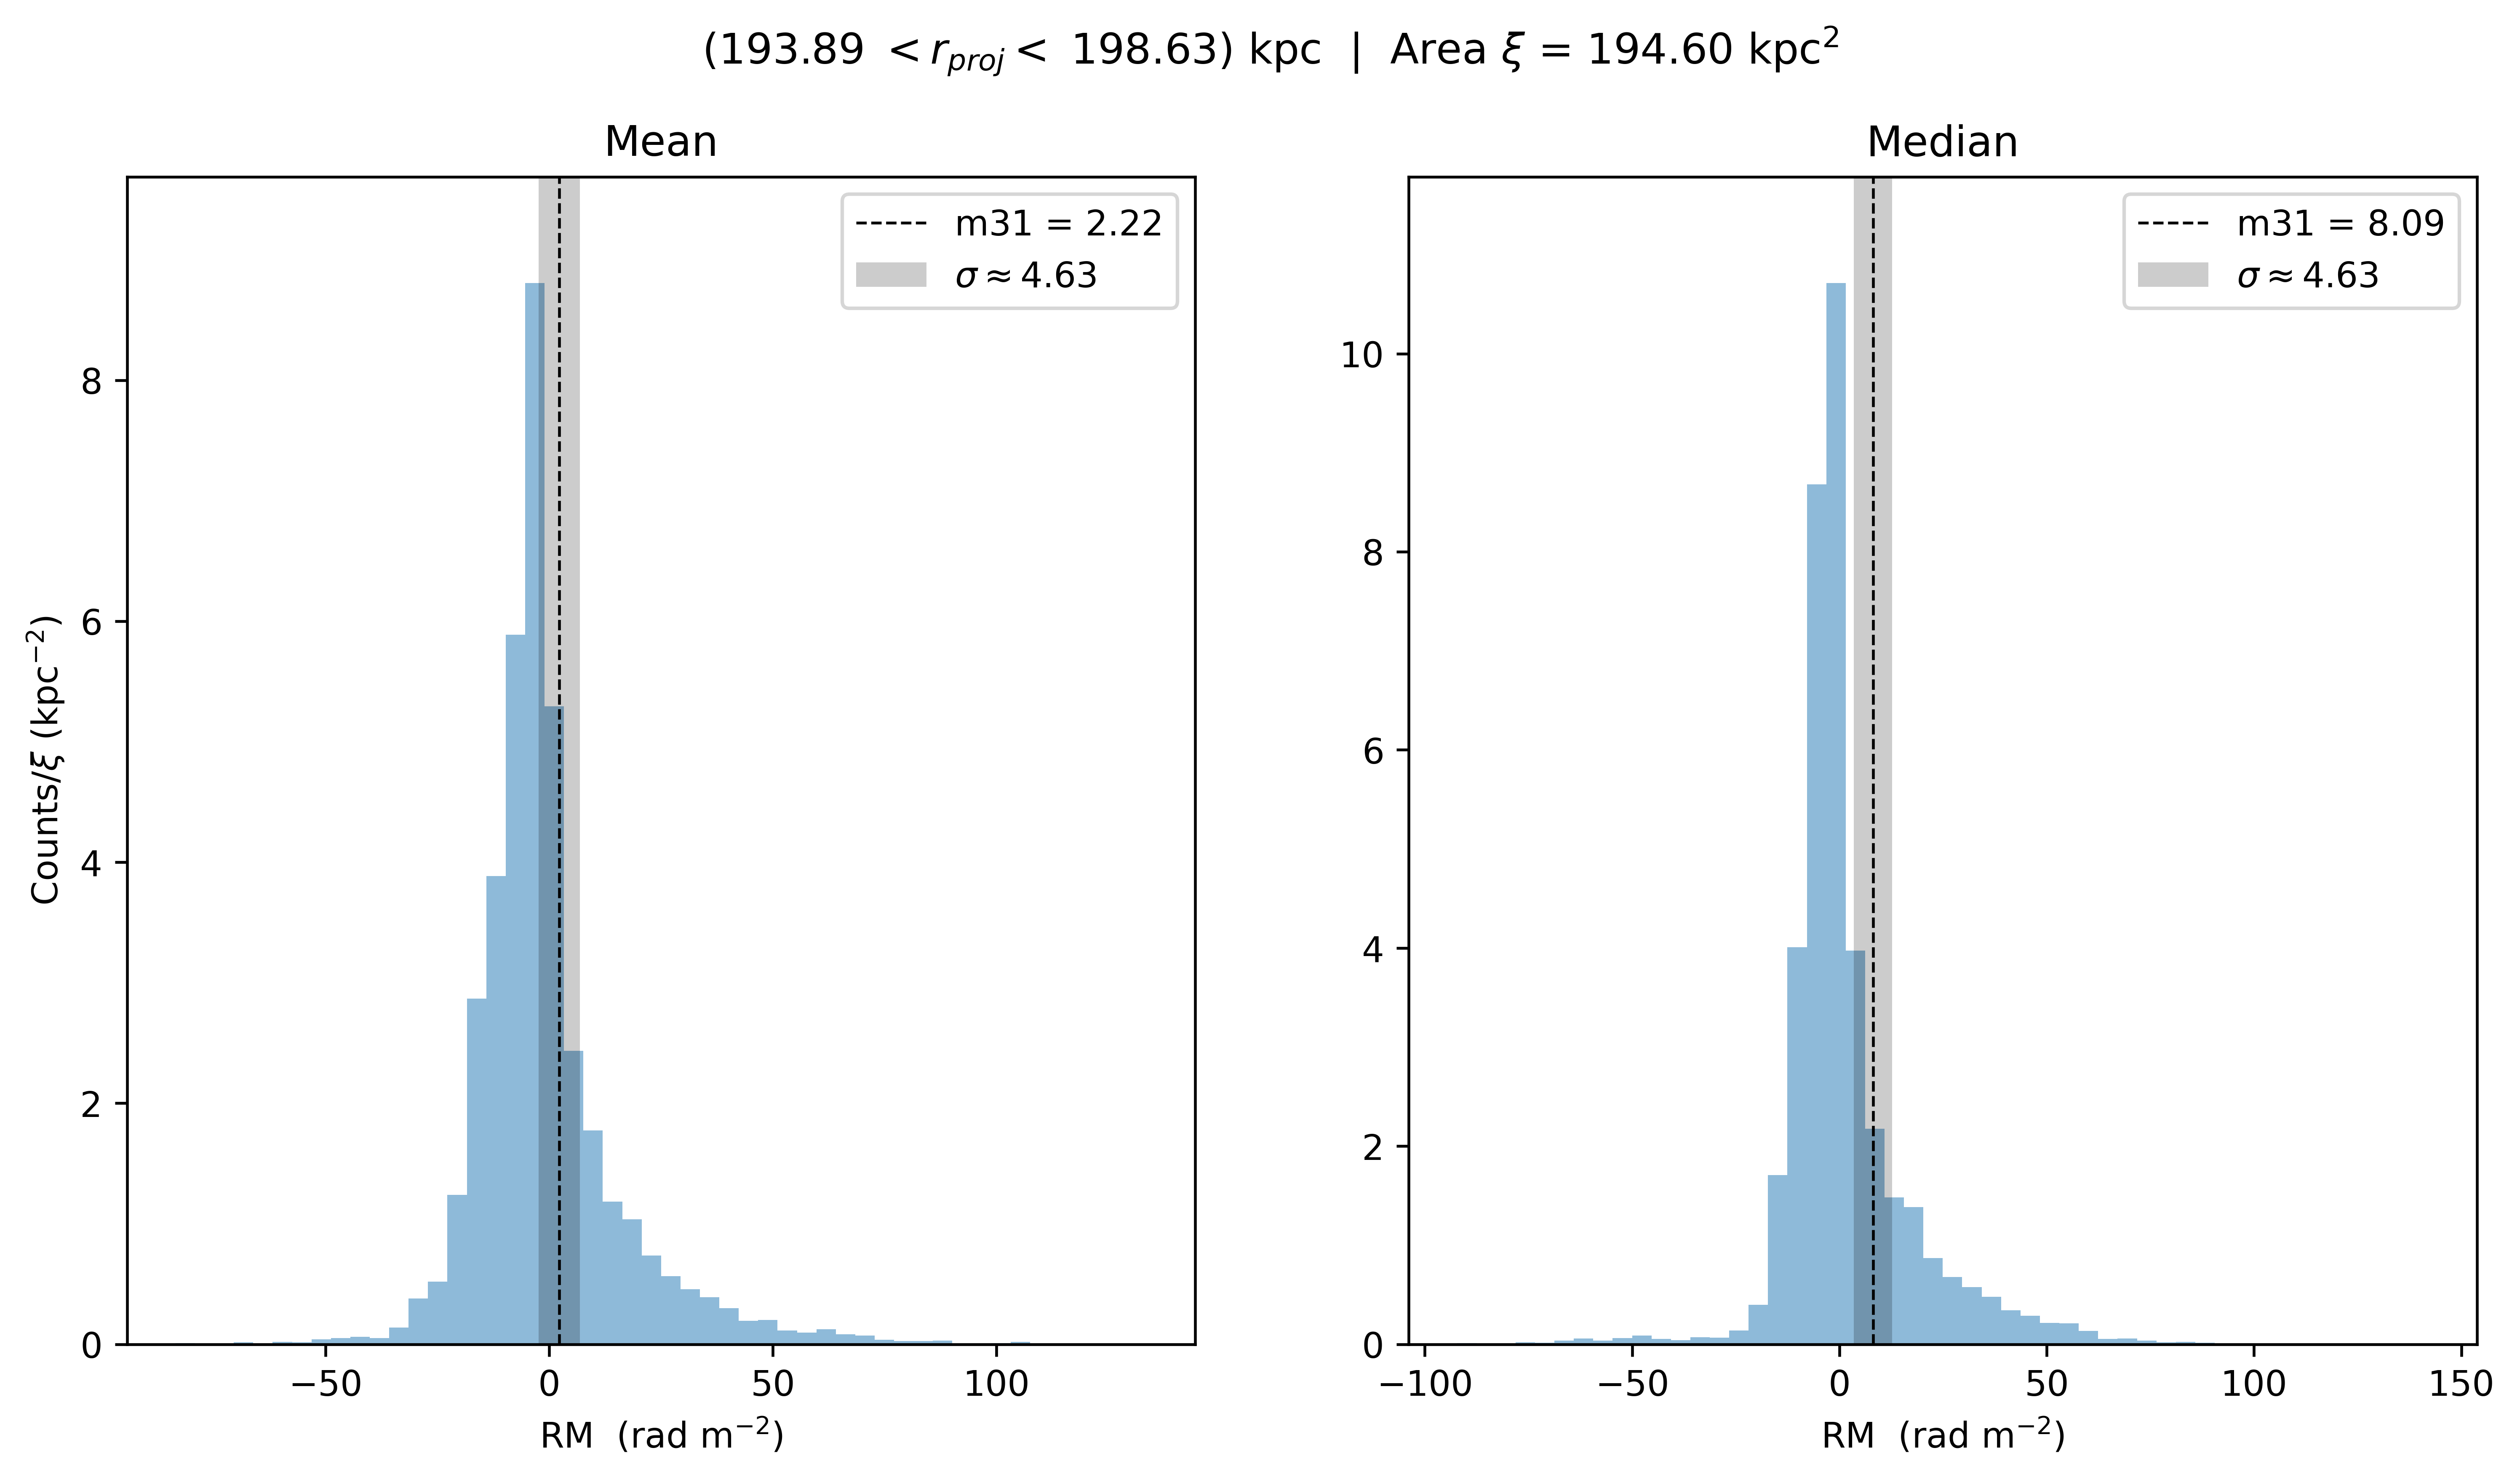 (193.89 < r_proj < 198.63) kpc | Area ξ = 194.60 kpc²
Mean
m31 = 2.22
σ ≈ 4.63
8
6
4
2
0
Counts/ξ (kpc⁻²)
−50 0 50 100
RM (rad m⁻²)
Median
m31 = 8.09
σ ≈ 4.63
10
8
6
4
2
0
−100 −50 0 50 100 150
RM (rad m⁻²)